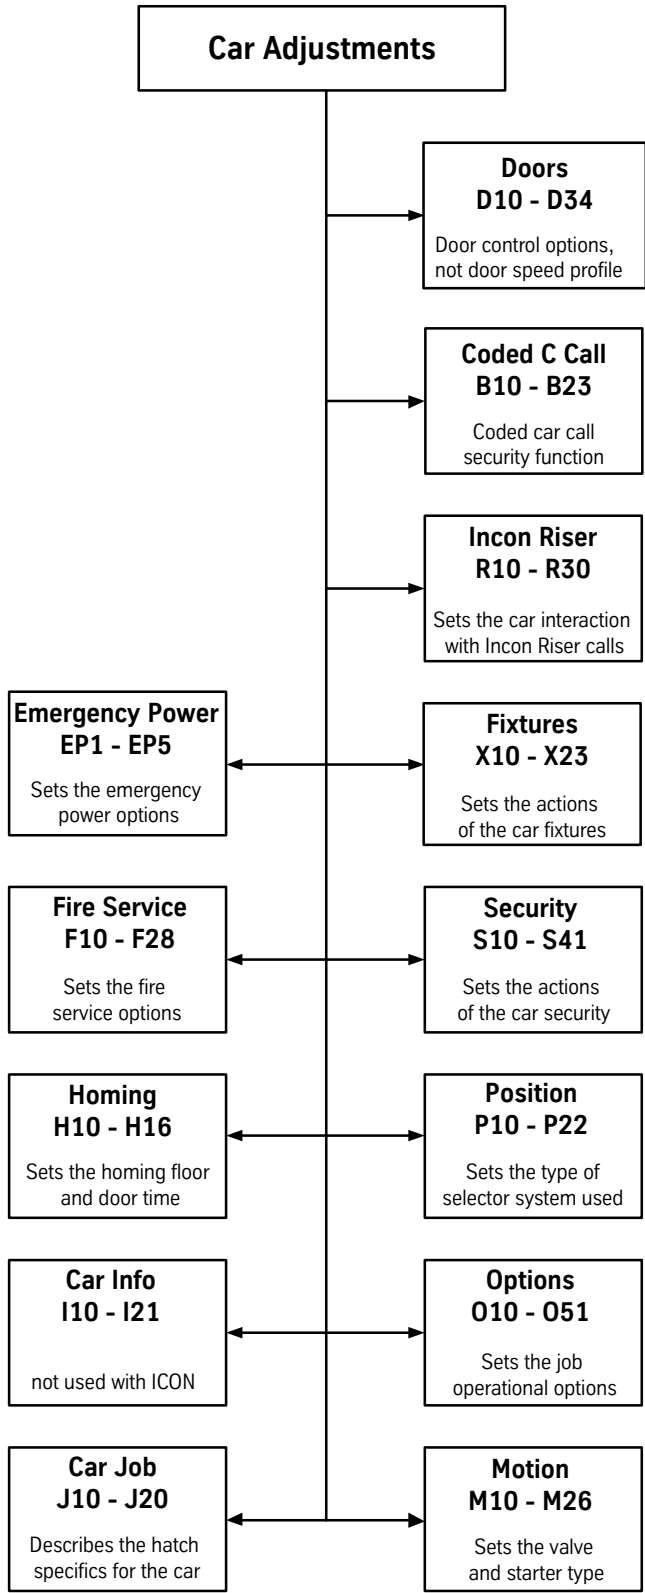 Car Adjustments
Doors
D10 - D34
Door control options,
not door speed profile
Coded C Call
B10 - B23
Coded car call
security function
Incon Riser
R10 - R30
Sets the car interaction
with Incon Riser calls
Emergency Power
EP1 - EP5
Sets the emergency
power options
Fixtures
X10 - X23
Sets the actions
of the car fixtures
Fire Service
F10 - F28
Sets the fire
service options
Security
S10 - S41
Sets the actions
of the car security
Homing
H10 - H16
Sets the homing floor
and door time
Position
P10 - P22
Sets the type of
selector system used
Car Info
I10 - I21
not used with ICON
Options
O10 - O51
Sets the job
operational options
Car Job
J10 - J20
Describes the hatch
specifics for the car
Motion
M10 - M26
Sets the valve
and starter type